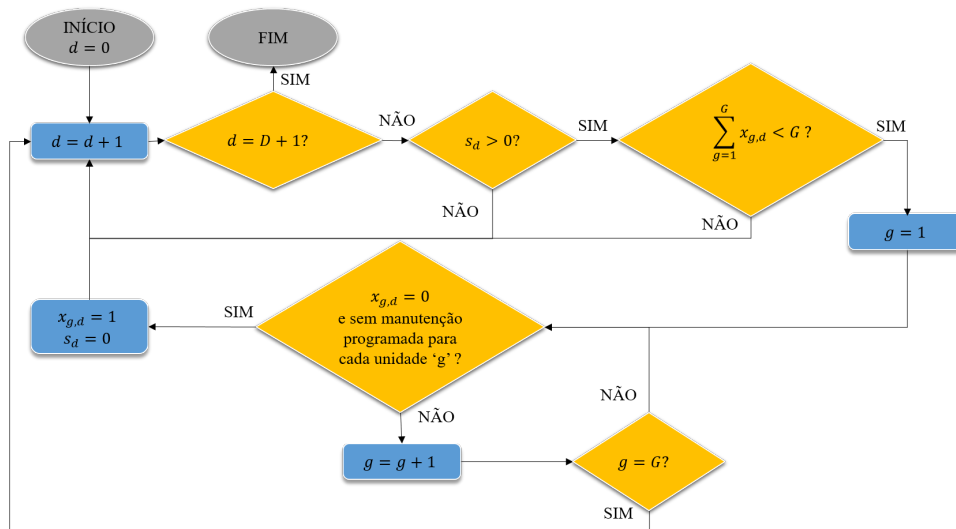 INÍCIO
d = 0
FIM
SIM
d = d + 1
d = D + 1?
NÃO
s_d > 0?
SIM
∑_{g=1}^{G} x_{g,d} < G ?
SIM
NÃO
NÃO
g = 1
x_{g,d} = 1
s_d = 0
SIM
x_{g,d} = 0
e sem manutenção
programada para
cada unidade ‘g’ ?
NÃO
NÃO
g = g + 1
g = G?
SIM